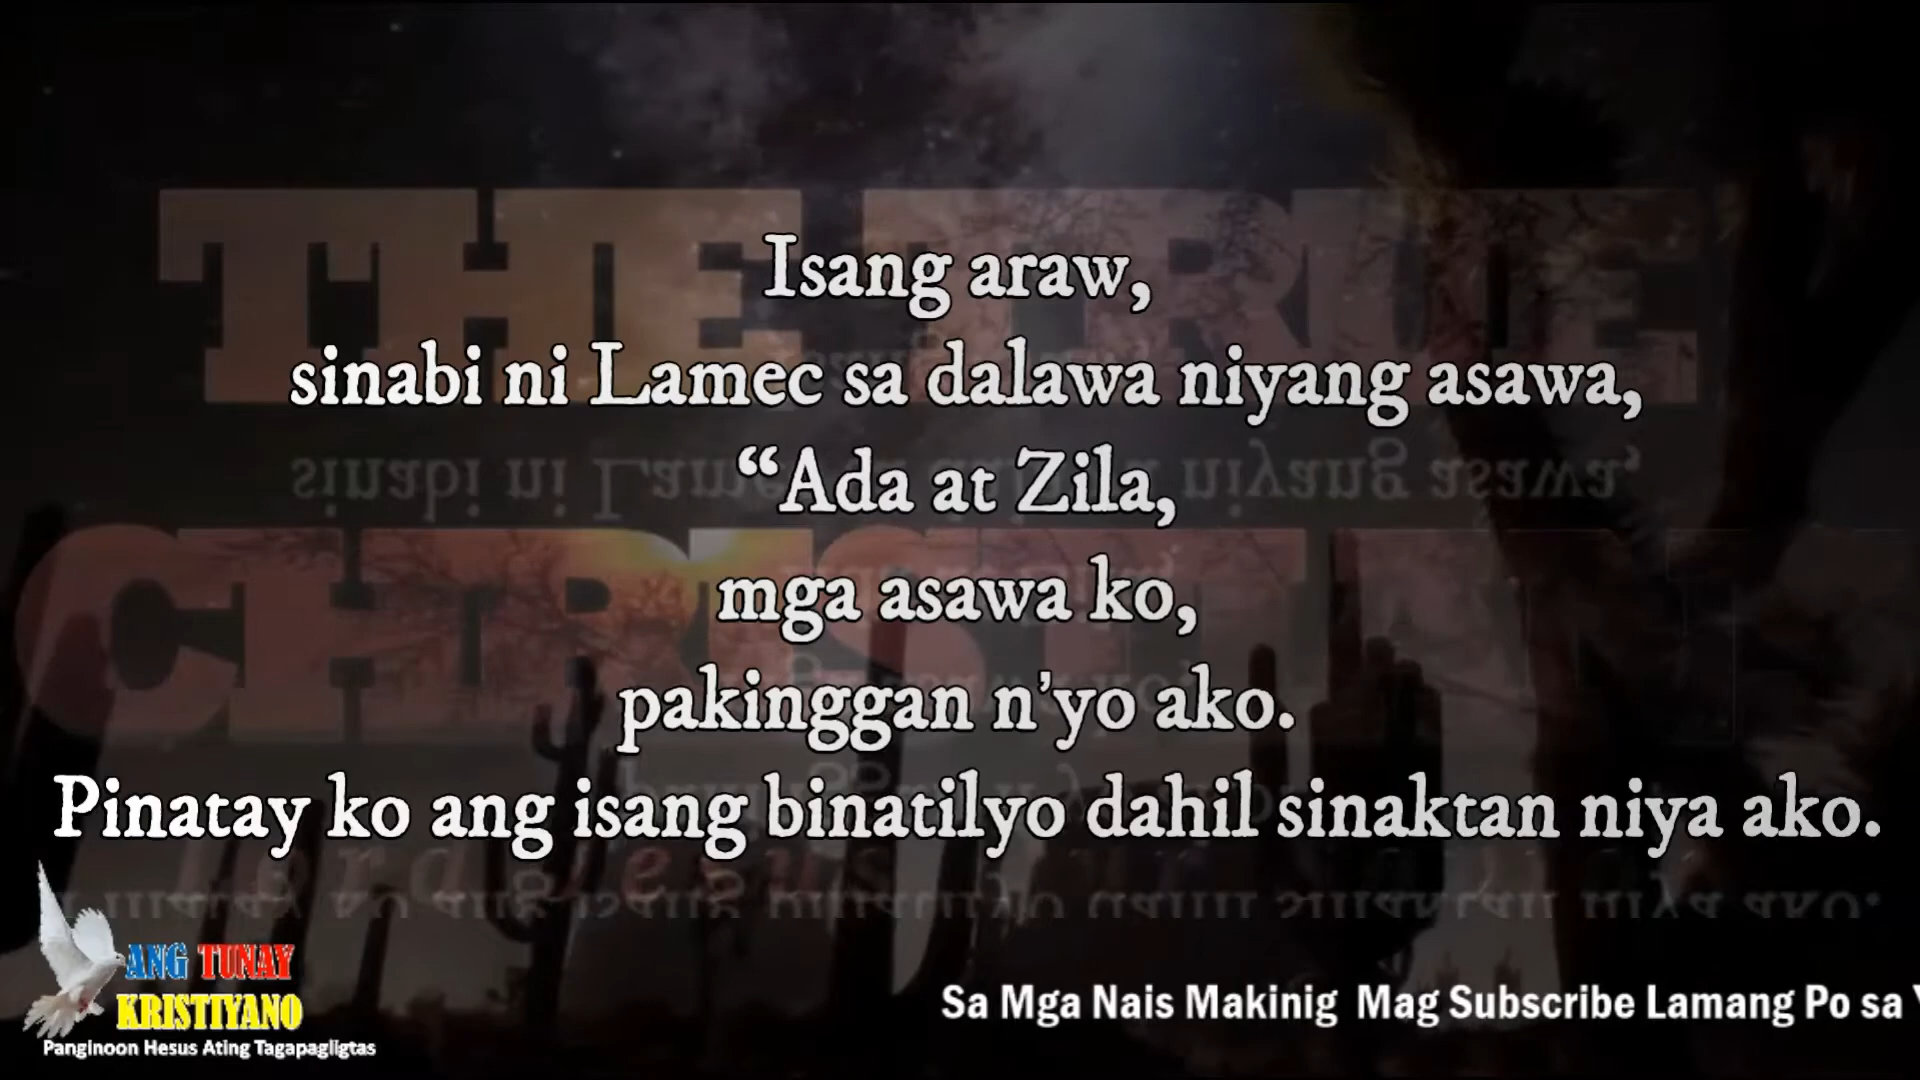 THE TRUE
Isang araw,
sinabi ni Lamec sa dalawa niyang asawa,
“Ada at Zila,
mga asawa ko,
pakinggan n’yo ako.
Pinatay ko ang isang binatilyo dahil sinaktan niya ako.
ANG TUNAY
KRISTIYANO
Panginoon Hesus Ating Tagapagligtas
Sa Mga Nais Makinig Mag Subscribe Lamang Po sa